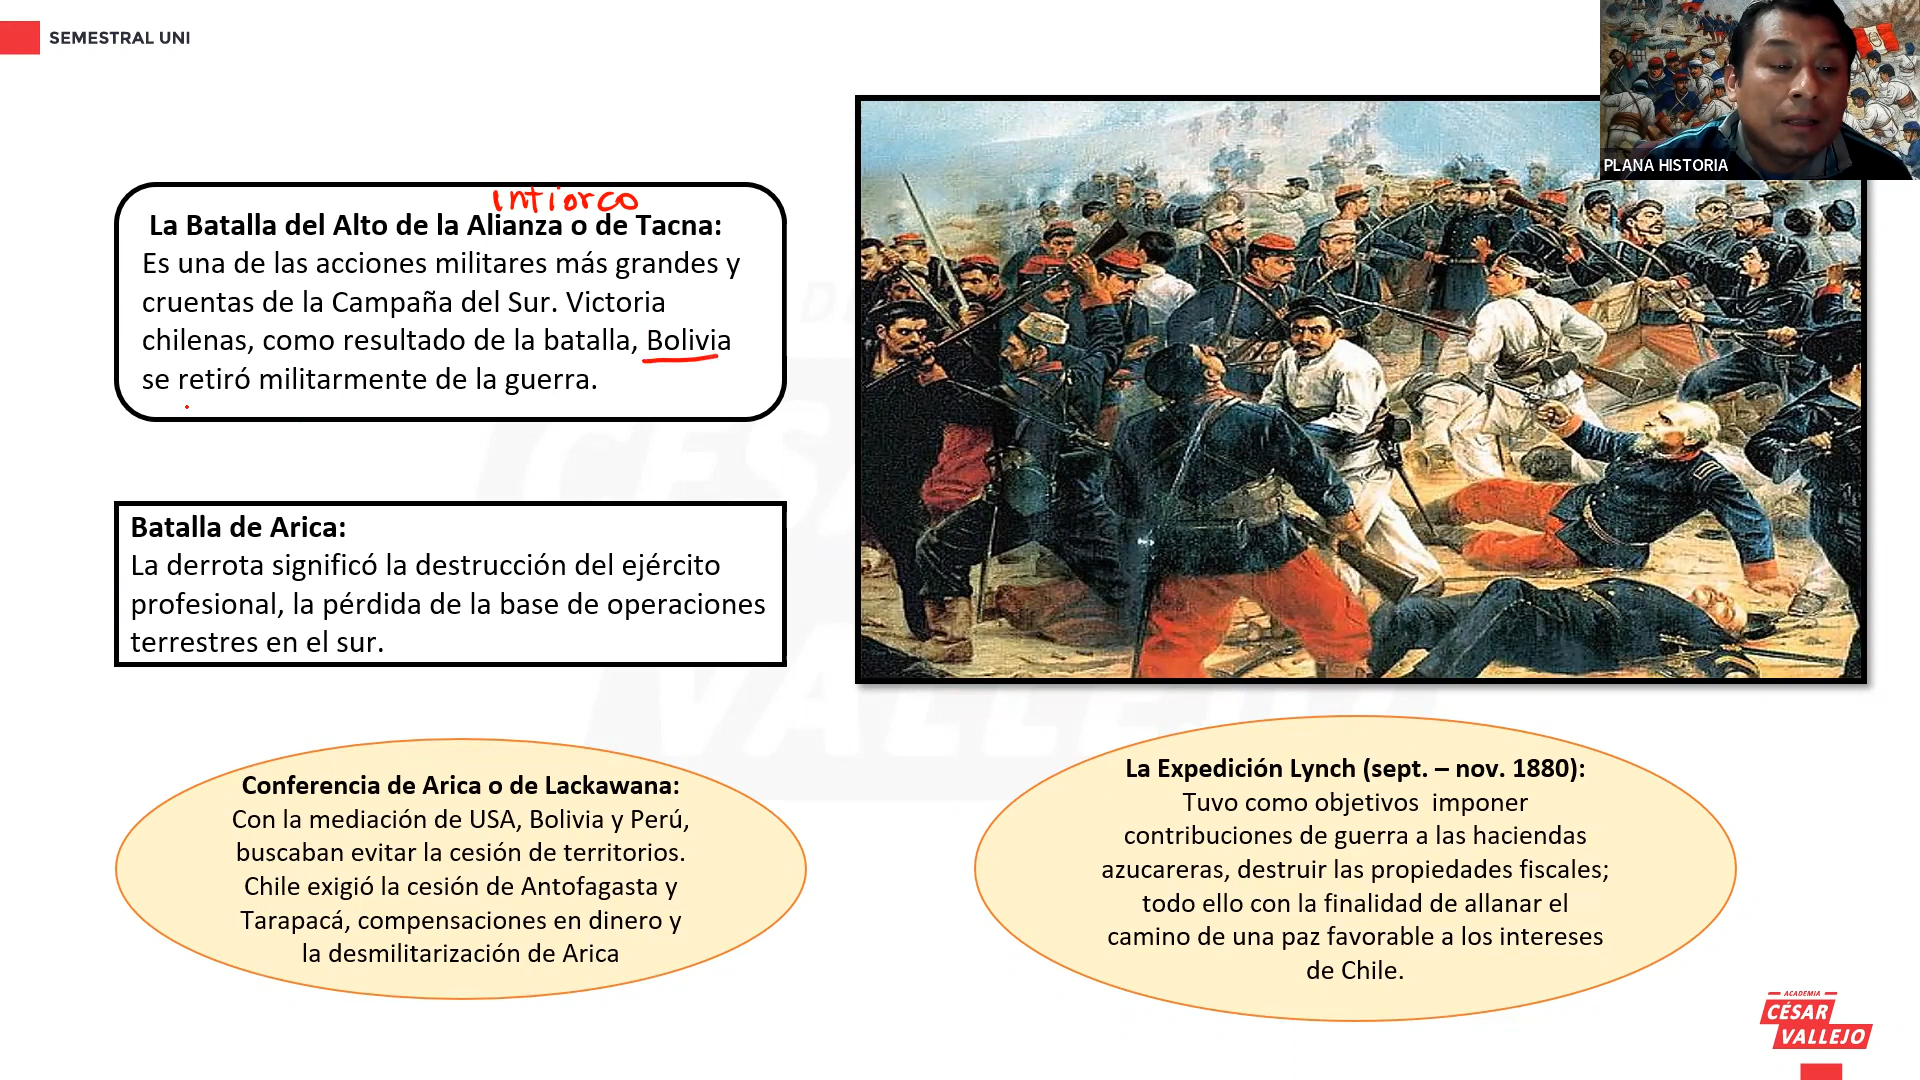 SEMESTRAL UNI
PLANA HISTORIA
intiorco
La Batalla del Alto de la Alianza o de Tacna:
Es una de las acciones militares más grandes y
cruentas de la Campaña del Sur. Victoria
chilenas, como resultado de la batalla, Bolivia
se retiró militarmente de la guerra.
Batalla de Arica:
La derrota significó la destrucción del ejército
profesional, la pérdida de la base de operaciones
terrestres en el sur.
Conferencia de Arica o de Lackawana:
Con la mediación de USA, Bolivia y Perú,
buscaban evitar la cesión de territorios.
Chile exigió la cesión de Antofagasta y
Tarapacá, compensaciones en dinero y
la desmilitarización de Arica
La Expedición Lynch (sept. – nov. 1880):
Tuvo como objetivos imponer
contribuciones de guerra a las haciendas
azucareras, destruir las propiedades fiscales;
todo ello con la finalidad de allanar el
camino de una paz favorable a los intereses
de Chile.
ACADEMIA
CÉSAR
VALLEJO